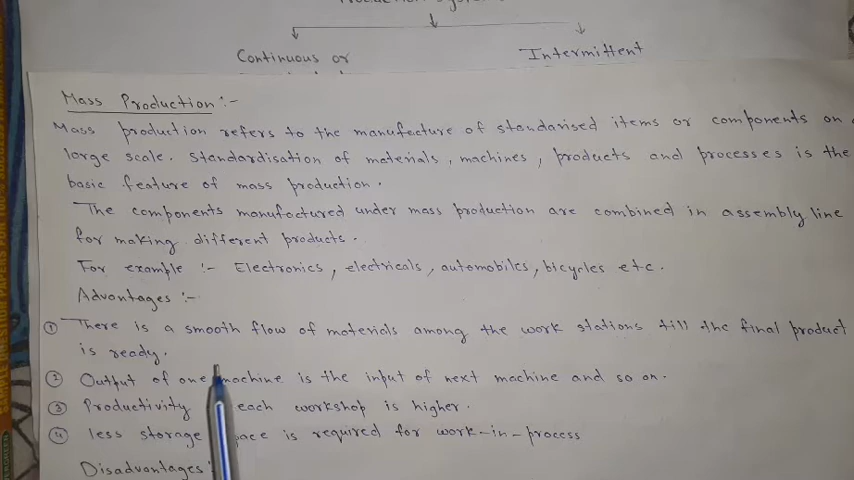 Continuous or
Intermittent
Mass Production :-
Mass production refers to the manufacture of standarised items or components on a
large scale. Standardisation of materials, machines, products and processes is the
basic feature of mass production.
The components manufactured under mass production are combined in assembly line
for making different products.
For example :- Electronics, electricals, automobiles, bicycles etc.
Advantages :-
① There is a smooth flow of materials among the work stations till the final product
is ready.
② Output of one machine is the input of next machine and so on.
③ Productivity each workshop is higher.
④ less storage space is required for work-in-process
Disadvantages :